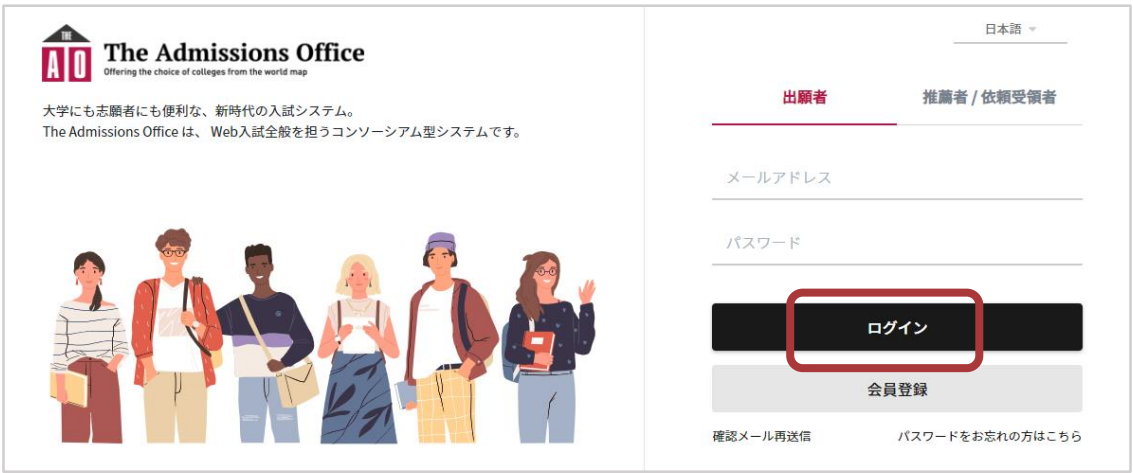 THE
AO
The Admissions Office
Offering the choice of colleges from the world map
大学にも志願者にも便利な、新時代の入試システム。
The Admissions Office は、 Web入試全般を担うコンソーシアム型システムです。
日本語
出願者
推薦者 / 依頼受領者
メールアドレス
パスワード
ログイン
会員登録
確認メール再送信
パスワードをお忘れの方はこちら